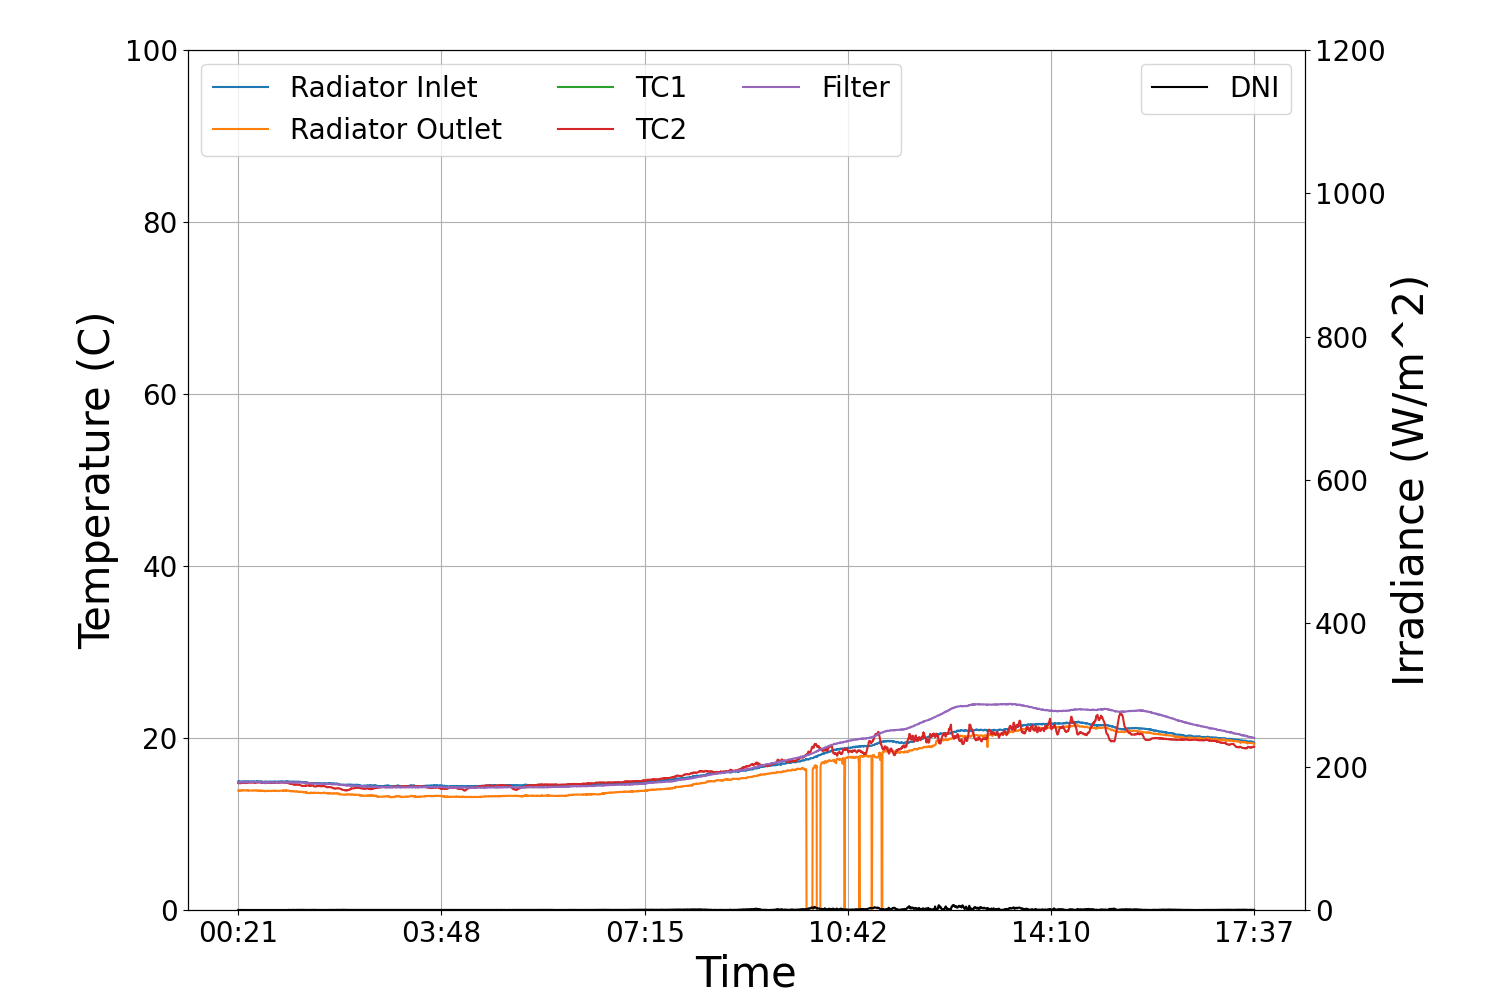 Radiator Inlet
Radiator Outlet
TC1
TC2
Filter
DNI
100
80
60
40
20
0
Temperature (C)
1200
1000
800
600
400
200
0
Irradiance (W/m^2)
00:21 03:48 07:15 10:42 14:10 17:37
Time